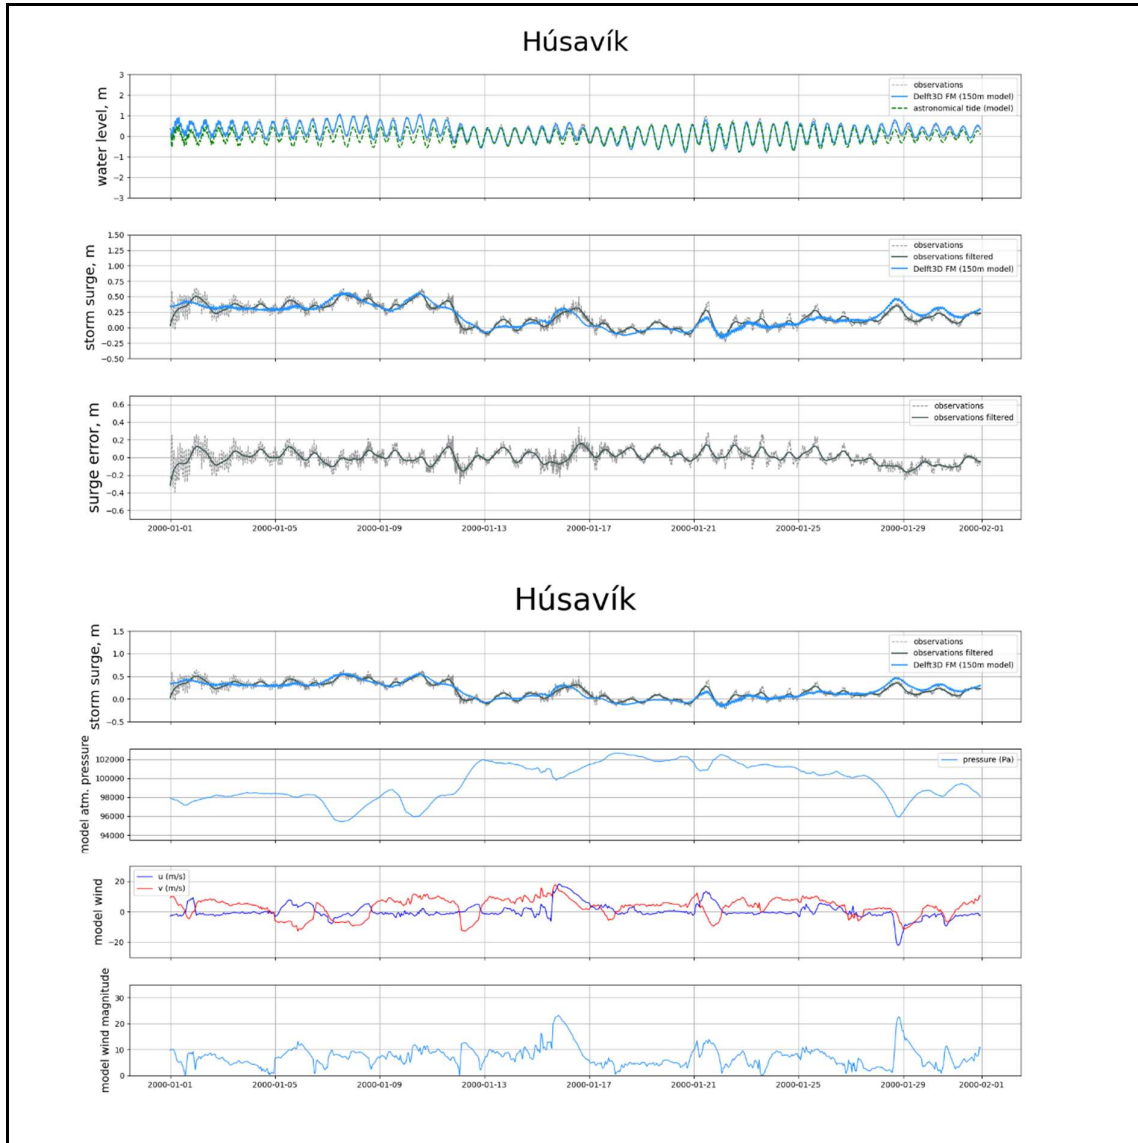 Húsavík
water level, m
3
2
1
0
−1
−2
−3
observations
Delft3D FM (150m model)
astronomical tide (model)
storm surge, m
1.50
1.25
1.00
0.75
0.50
0.25
0.00
−0.25
−0.50
observations
observations filtered
Delft3D FM (150m model)
surge error, m
0.6
0.4
0.2
0.0
−0.2
−0.4
−0.6
observations
observations filtered
2000-01-01 2000-01-05 2000-01-09 2000-01-13 2000-01-17 2000-01-21 2000-01-25 2000-01-29 2000-02-01
Húsavík
storm surge, m
1.5
1.0
0.5
0.0
−0.5
observations
observations filtered
Delft3D FM (150m model)
model atm. pressure
102000
100000
98000
96000
94000
pressure (Pa)
model wind
20
0
−20
u (m/s)
v (m/s)
model wind magnitude
30
20
10
0
2000-01-01 2000-01-05 2000-01-09 2000-01-13 2000-01-17 2000-01-21 2000-01-25 2000-01-29 2000-02-01